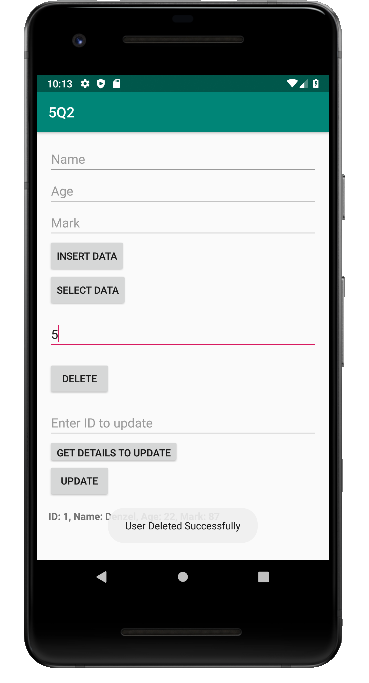 10:13
5Q2
Name
Age
Mark
INSERT DATA
SELECT DATA
5
DELETE
Enter ID to update
GET DETAILS TO UPDATE
UPDATE
ID: 1, Name: Denzel, Age: 22, Mark: 87
User Deleted Successfully